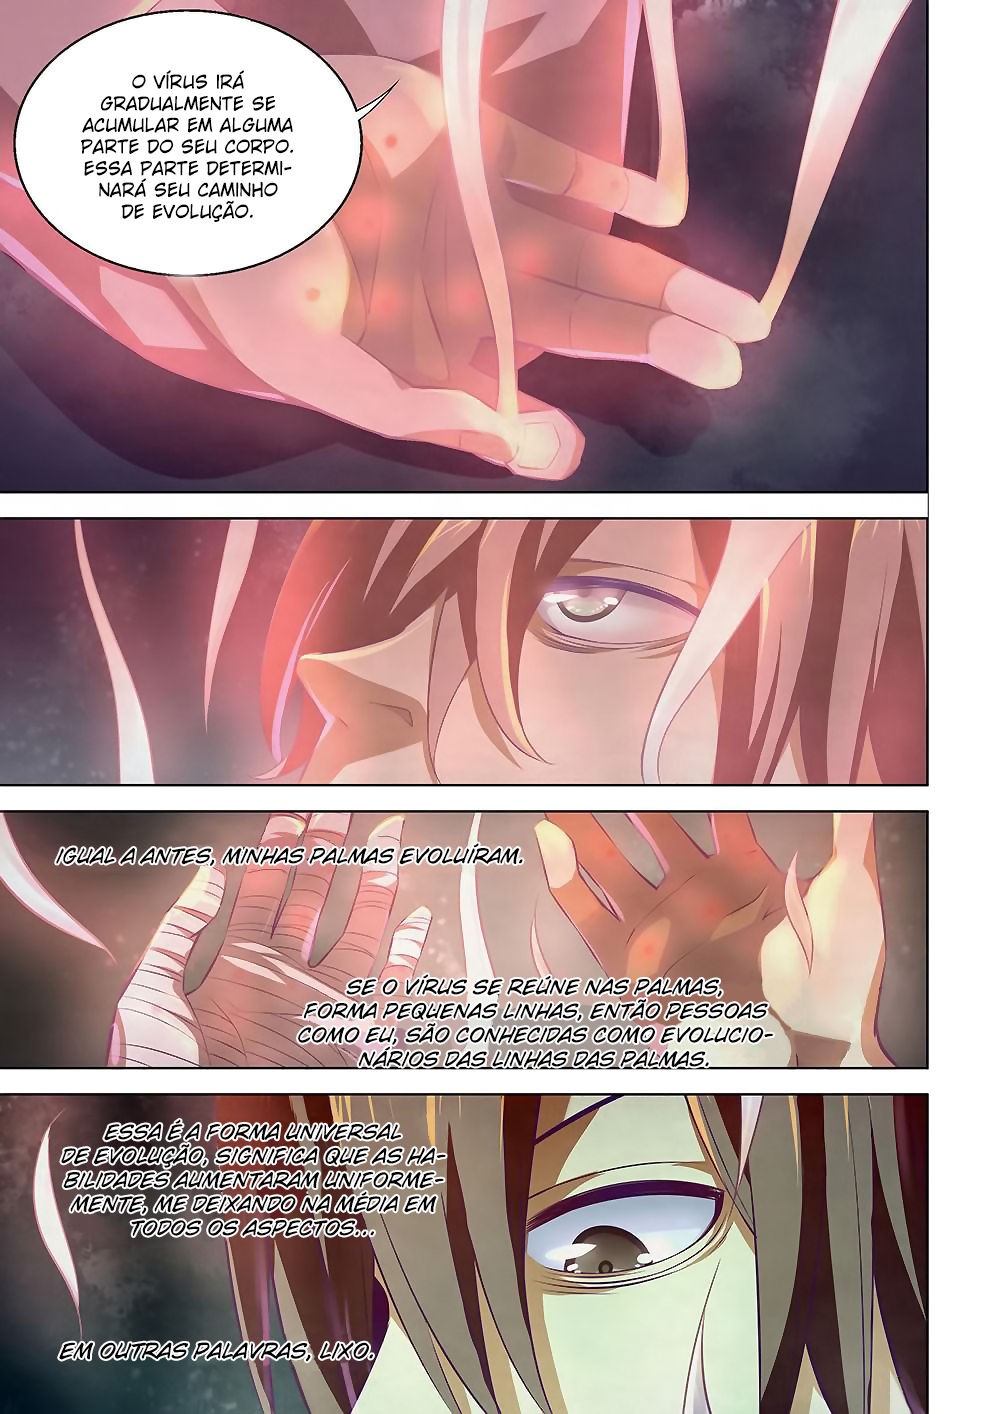 O VÍRUS IRÁ
GRADUALMENTE SE
ACUMULAR EM ALGUMA
PARTE DO SEU CORPO.
ESSA PARTE DETERMI-
NARÁ SEU CAMINHO
DE EVOLUÇÃO.
IGUAL A ANTES, MINHAS PALMAS EVOLUÍRAM.
SE O VÍRUS SE REÚNE NAS PALMAS,
FORMA PEQUENAS LINHAS, ENTÃO PESSOAS
COMO EU, SÃO CONHECIDAS COMO EVOLUCIO-
NÁRIOS DAS LINHAS DAS PALMAS.
ESSA É A FORMA UNIVERSAL
DE EVOLUÇÃO, SIGNIFICA QUE AS HA-
BILIDADES AUMENTARAM UNIFORME-
MENTE, ME DEIXANDO NA MÉDIA EM
TODOS OS ASPECTOS...
EM OUTRAS PALAVRAS, LIXO.